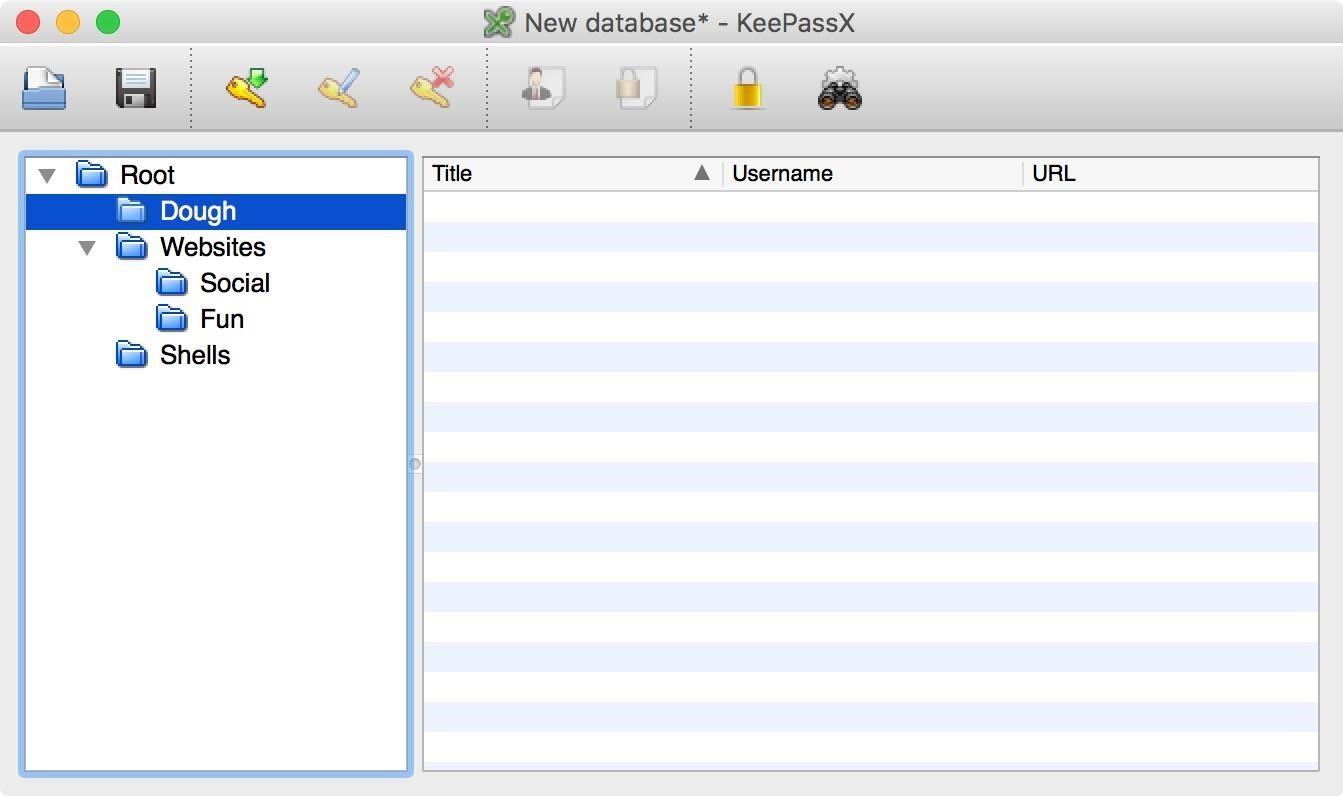 New database* - KeePassX
Root
Dough
Websites
Social
Fun
Shells
Title Username URL